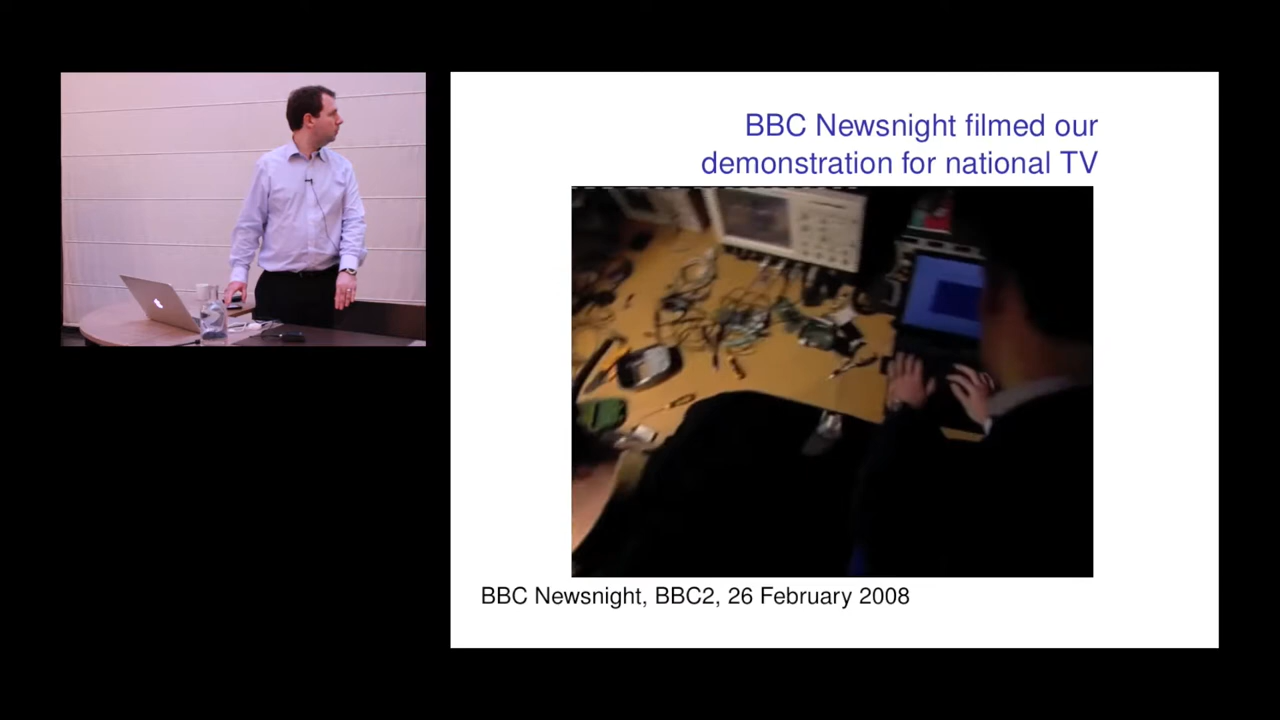 BBC Newsnight filmed our
demonstration for national TV
BBC Newsnight, BBC2, 26 February 2008